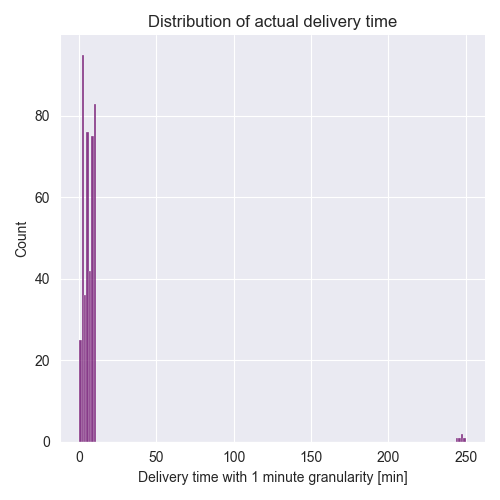 Distribution of actual delivery time
80
60
40
20
0
Count
0 50 100 150 200 250
Delivery time with 1 minute granularity [min]